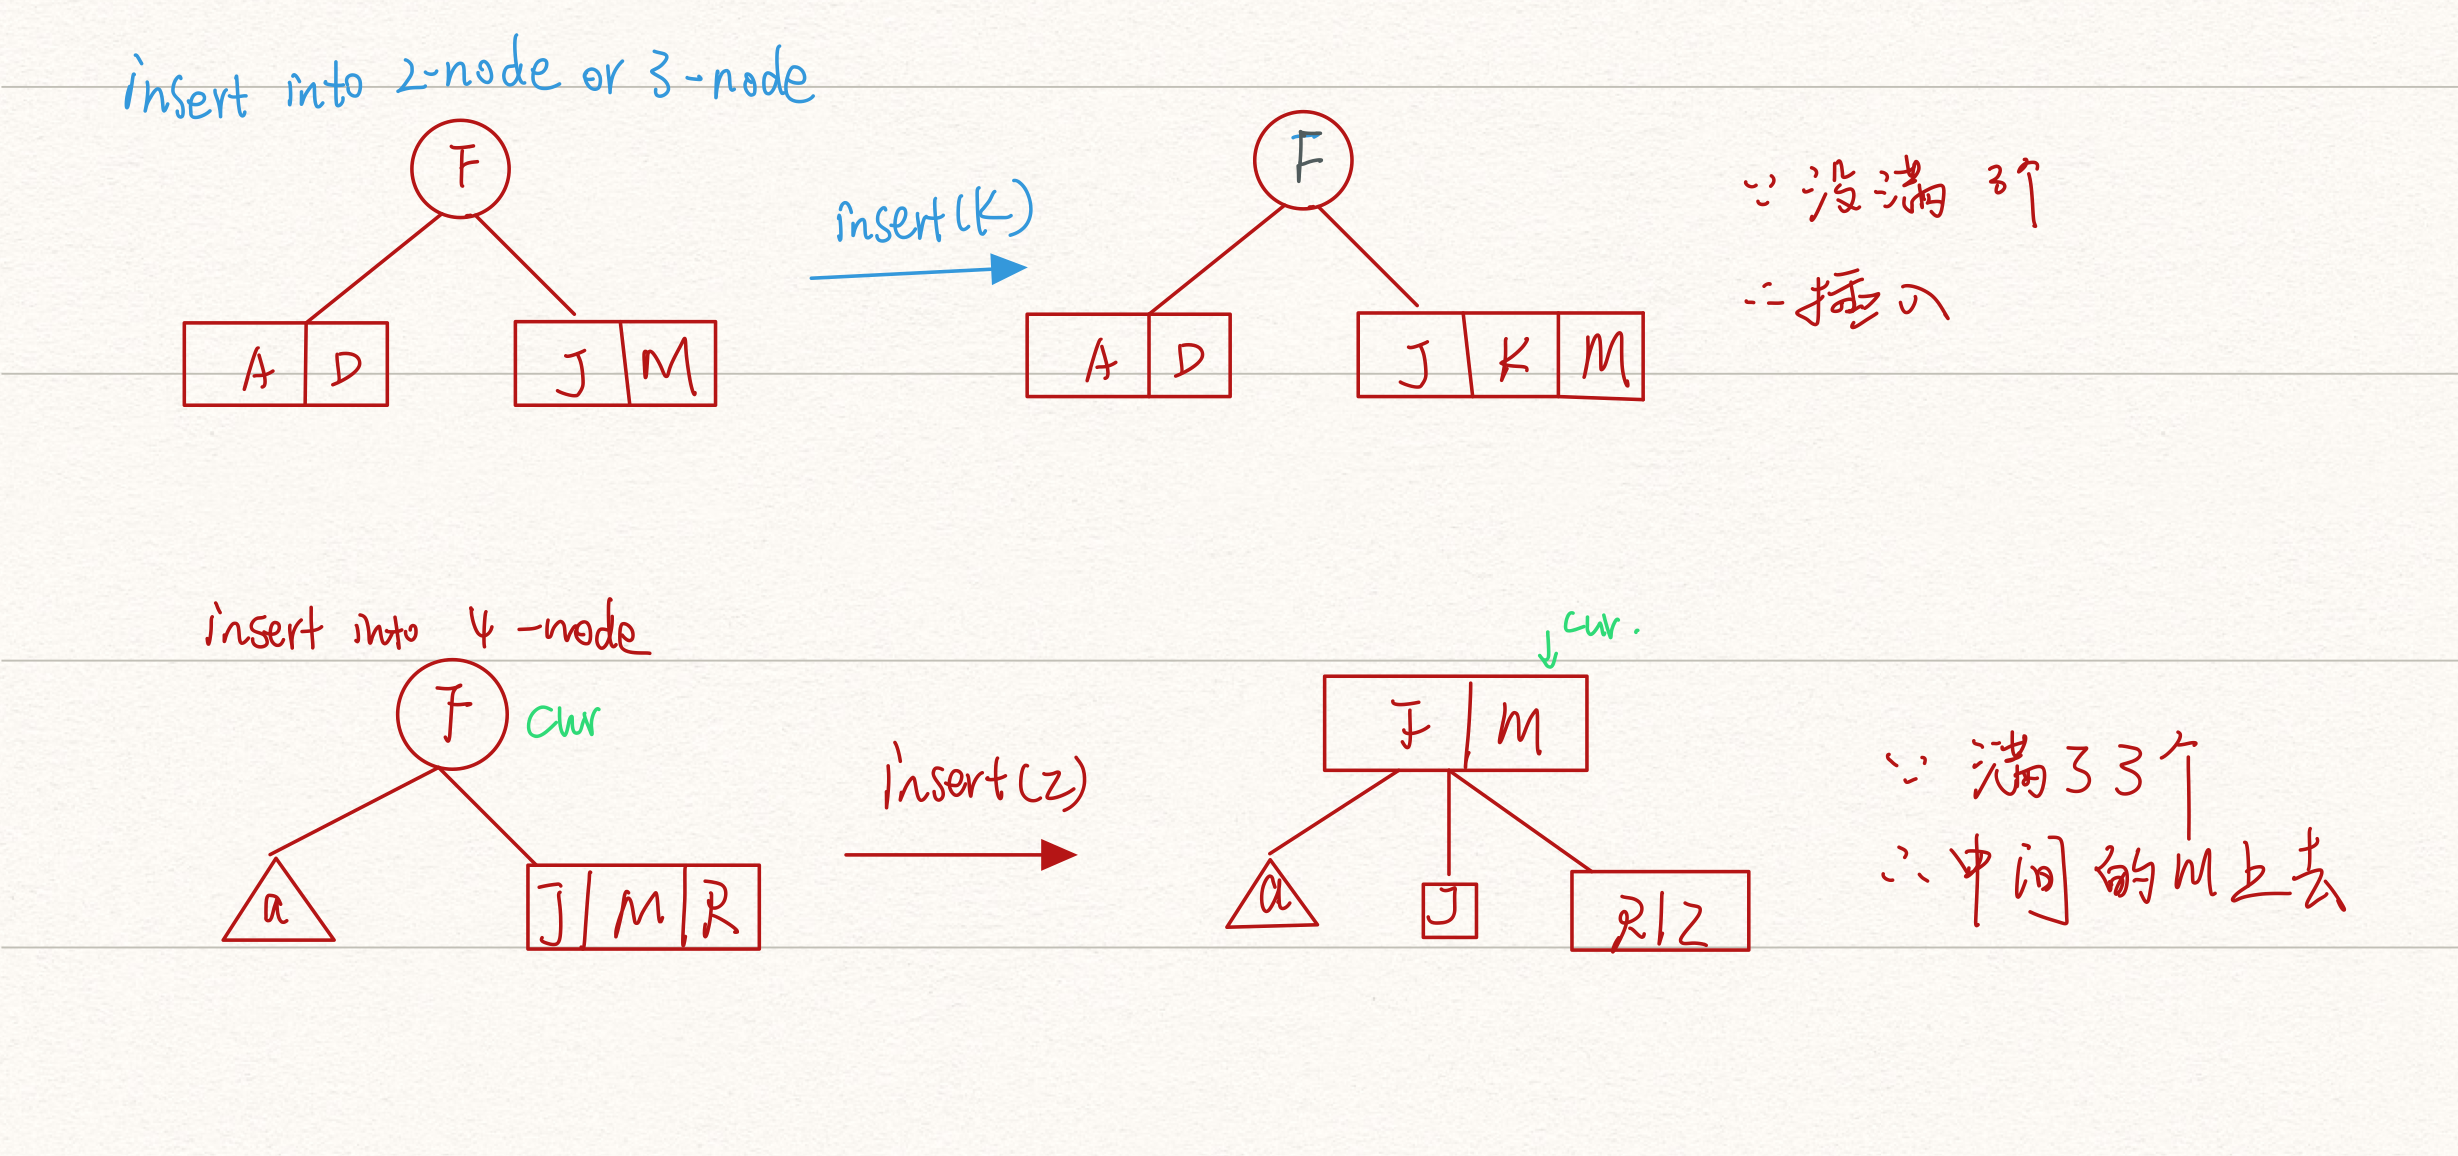 insert into 2-node or 3-node
F
F
insert(K)
∵ 没满 3个
∴ 插入
A D
J M
A D
J K M
insert into 4-node
cur.
F
cur
F M
insert(Z)
∵ 满了3个
∴ 中间的M上去
a
J M R
a
J
R Z